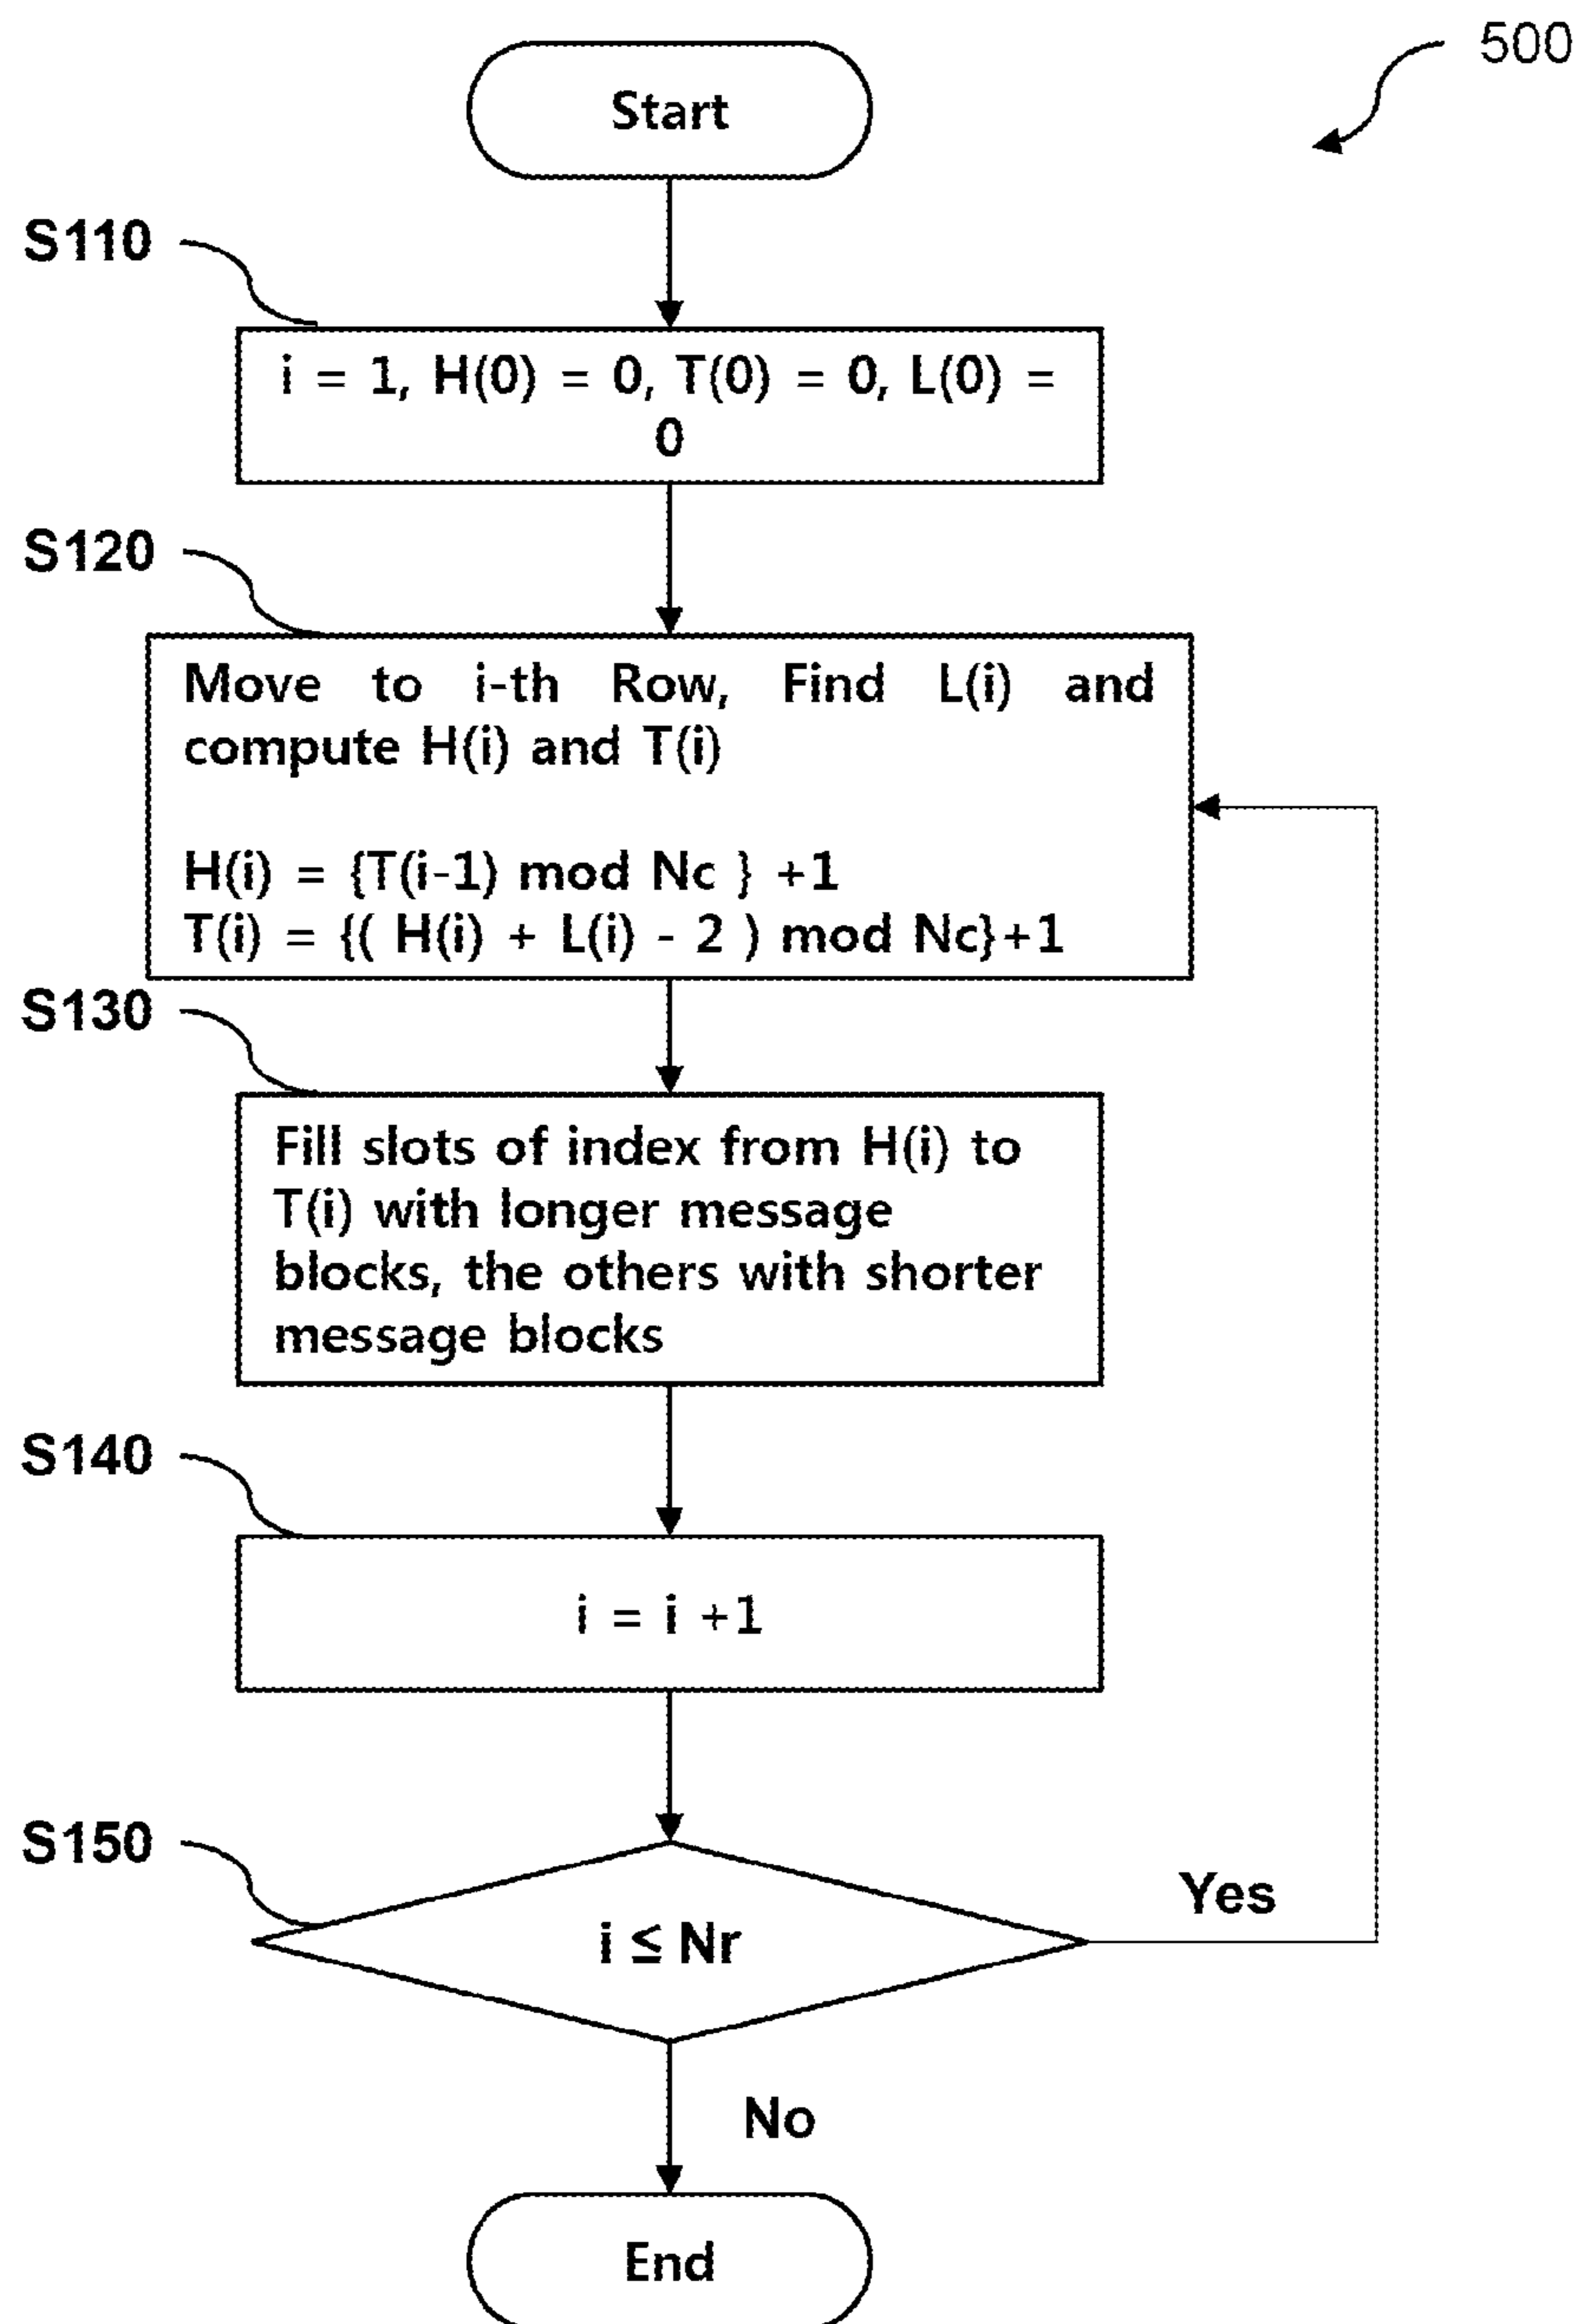 500
Start
S110
i = 1, H(0) = 0, T(0) = 0, L(0) =
0
S120
Move to i-th Row, Find L(i) and
compute H(i) and T(i)
H(i) = {T(i-1) mod Nc } +1
T(i) = {( H(i) + L(i) - 2 ) mod Nc}+1
S130
Fill slots of index from H(i) to
T(i) with longer message
blocks, the others with shorter
message blocks
S140
i = i +1
S150
i ≤ Nr
Yes
No
End